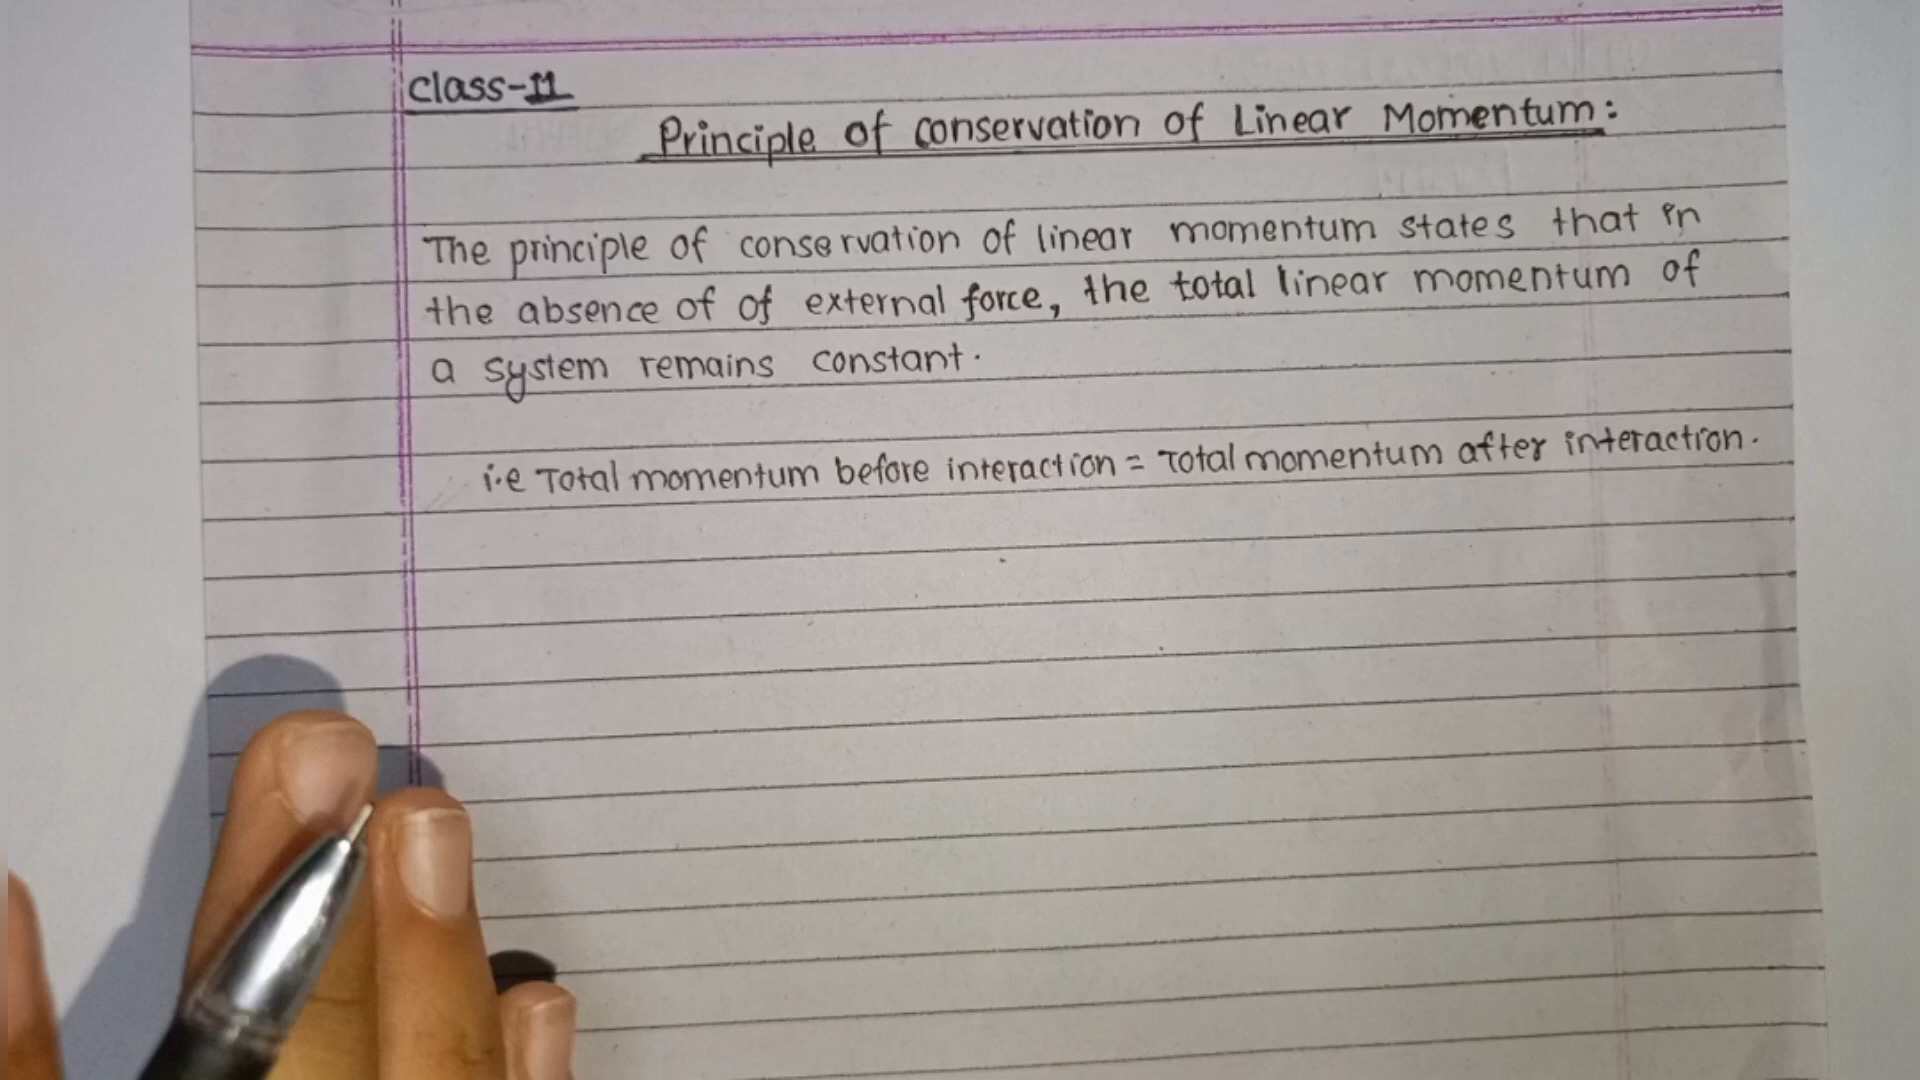 Class-11
Principle of conservation of Linear Momentum:
The principle of conservation of linear momentum states that in
the absence of of external force, the total linear momentum of
a system remains constant.
i.e Total momentum before interaction = Total momentum after interaction.